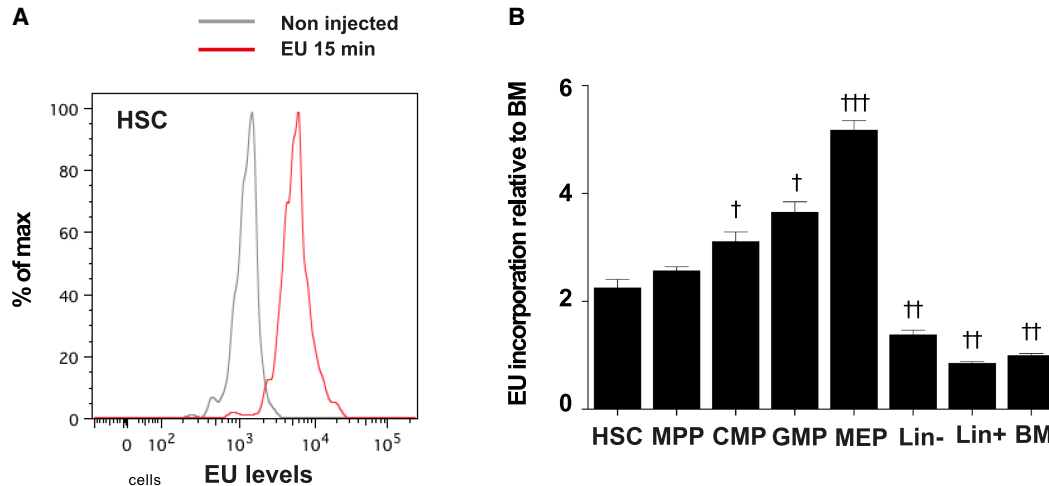 A
Non injected
EU 15 min
HSC
% of max
100
80
60
40
20
0
0 10² 10³ 10⁴ 10⁵
cells
EU levels
B
EU incorporation relative to BM
6
4
2
0
† † ††† †† †† ††
HSC MPP CMP GMP MEP Lin- Lin+ BM